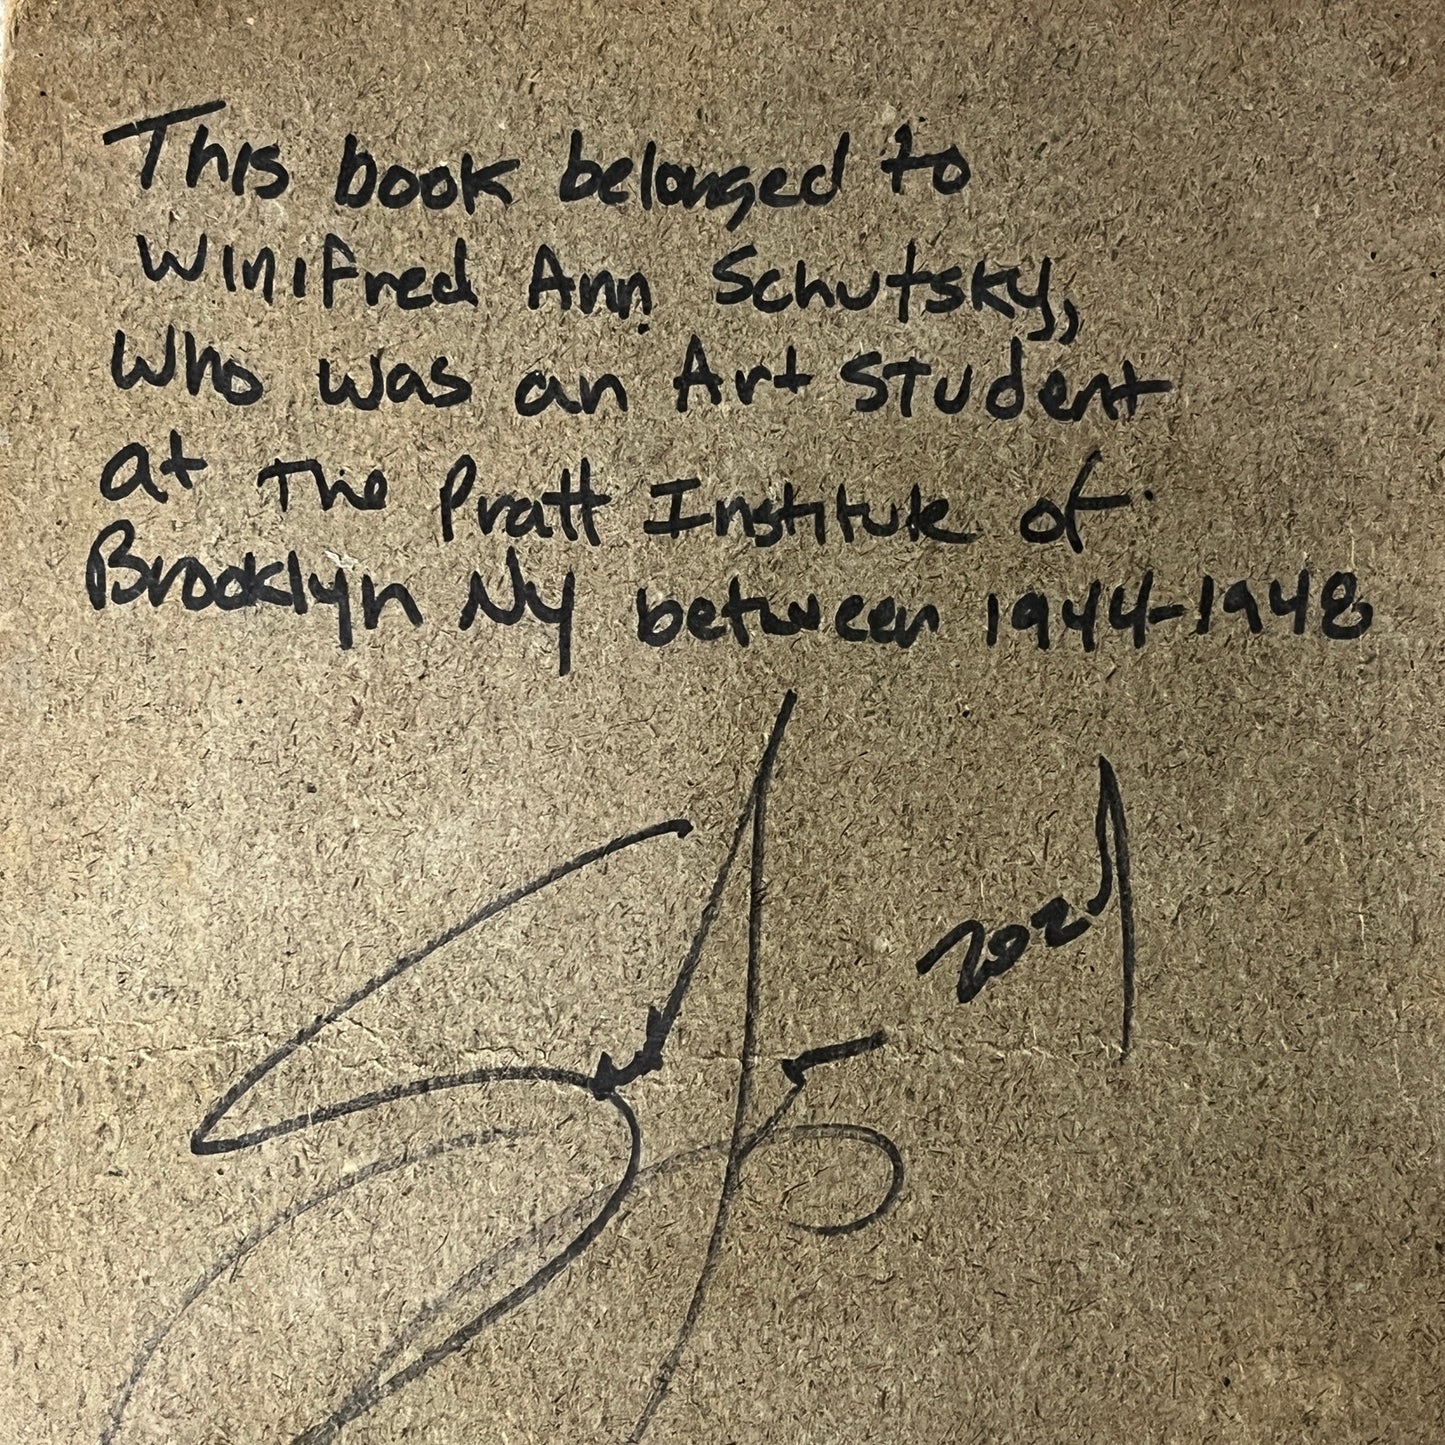 This book belonged to
Winifred Ann Schutsky,
Who was an Art Student
at The Pratt Institute of
Brooklyn NY between 1944-1948